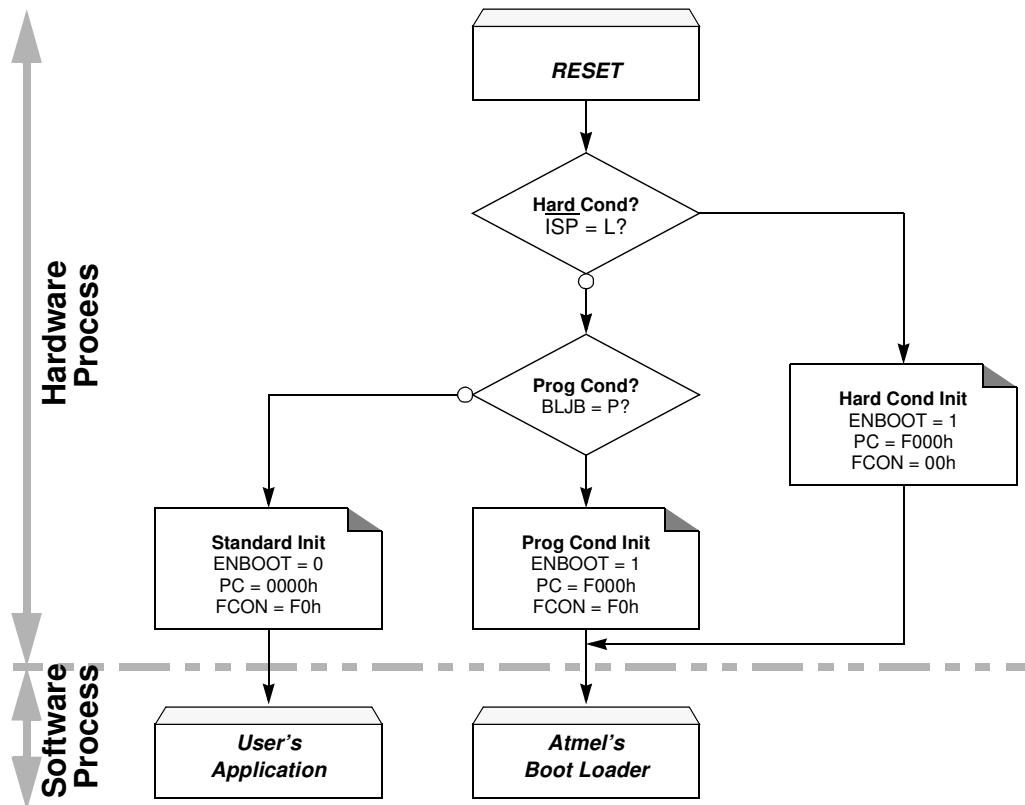 RESET
Hard Cond?
ISP = L?
Prog Cond?
BLJB = P?
Hard Cond Init
ENBOOT = 1
PC = F000h
FCON = 00h
Standard Init
ENBOOT = 0
PC = 0000h
FCON = F0h
Prog Cond Init
ENBOOT = 1
PC = F000h
FCON = F0h
User's
Application
Atmel's
Boot Loader
Hardware
Process
Software
Process